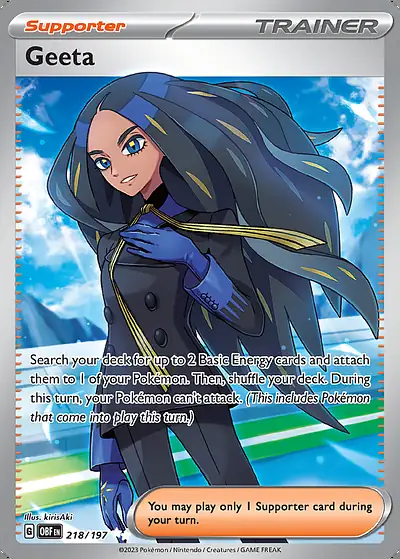 Supporter
TRAINER
Geeta
Search your deck for up to 2 Basic Energy cards and attach
them to 1 of your Pokémon. Then, shuffle your deck. During
this turn, your Pokémon can't attack. (This includes Pokémon
that come into play this turn.)
Illus. kirisAki
G OBF EN 218/197
You may play only 1 Supporter card during
your turn.
©2023 Pokémon / Nintendo / Creatures / GAME FREAK